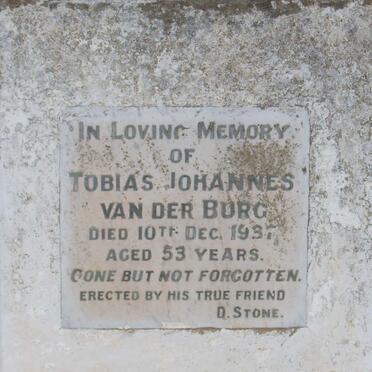 IN LOVING MEMORY
OF
TOBIAS JOHANNES
VAN DER BURG
DIED 10TH DEC. 1937
AGED 53 YEARS.
GONE BUT NOT FORGOTTEN.
ERECTED BY HIS TRUE FRIEND
D. STONE.